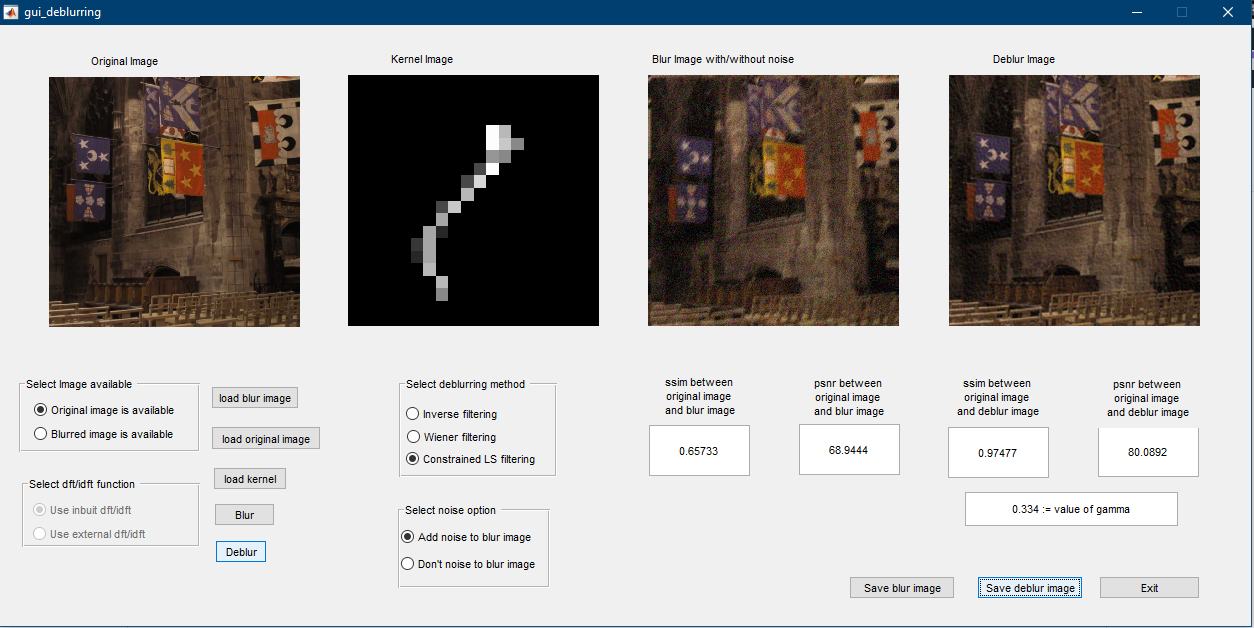 gui_deblurring
Original Image
Kernel Image
Blur Image with/without noise
Deblur Image
Select Image available
Original image is available
Blurred image is available
load blur image
load original image
load kernel
Blur
Deblur
Select dft/idft function
Use inbuit dft/idft
Use external dft/idft
Select deblurring method
Inverse filtering
Wiener filtering
Constrained LS filtering
Select noise option
Add noise to blur image
Don't noise to blur image
ssim between
original image
and blur image
0.65733
psnr between
original image
and blur image
68.9444
ssim between
original image
and deblur image
0.97477
psnr between
original image
and deblur image
80.0892
0.334 := value of gamma
Save blur image
Save deblur image
Exit